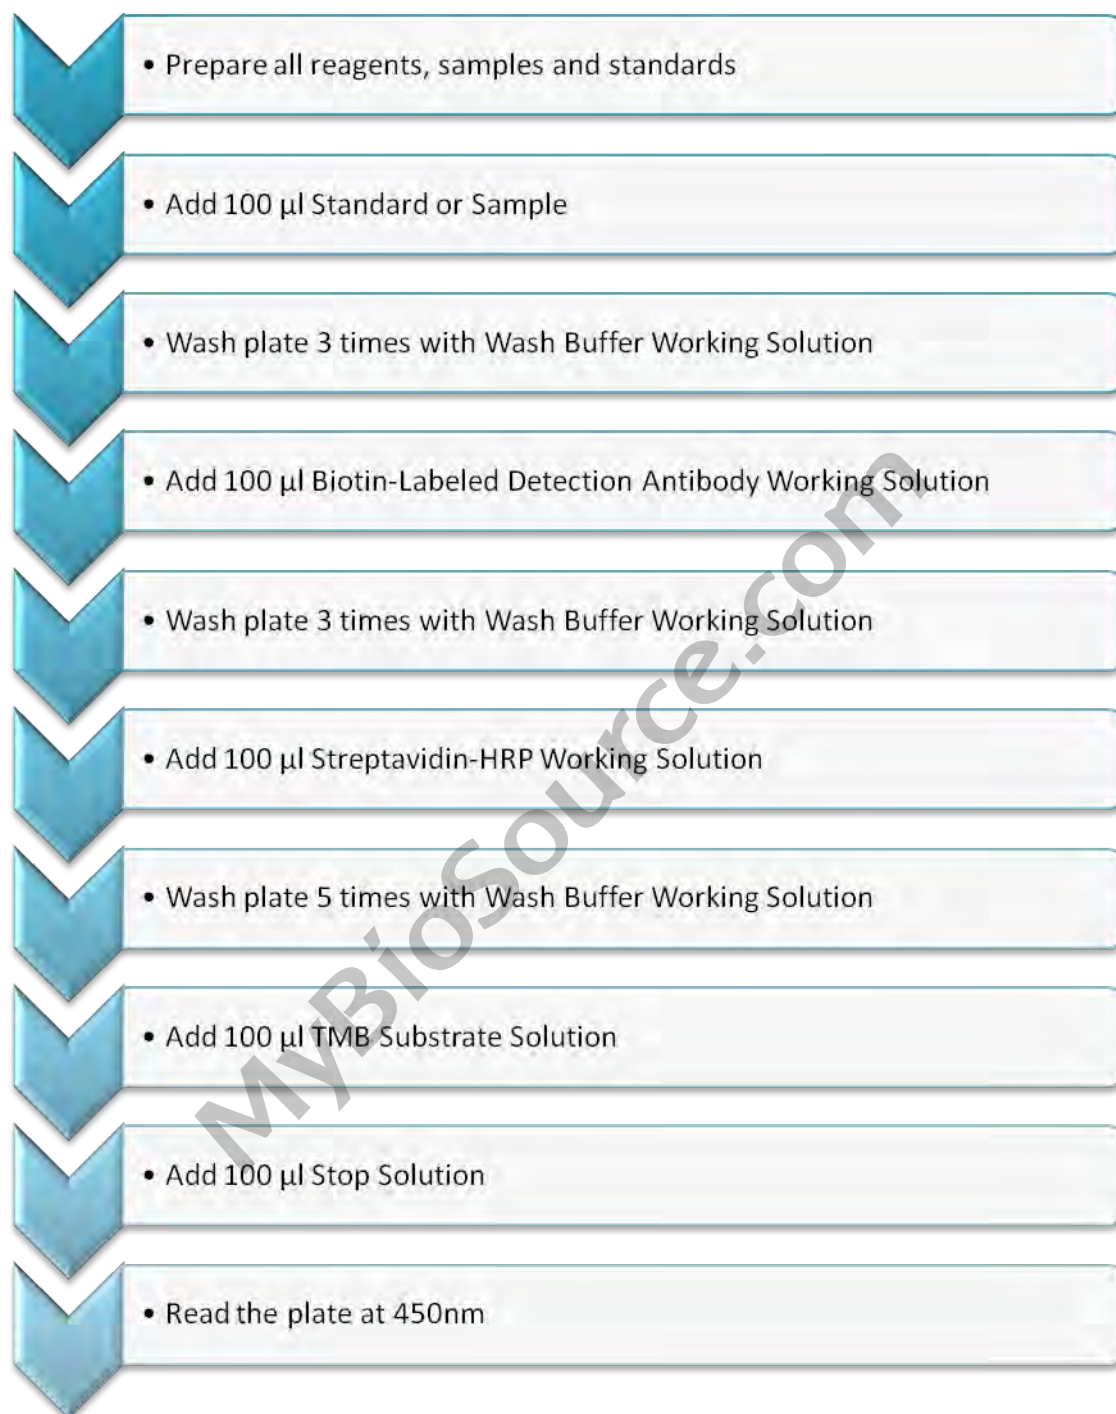 • Prepare all reagents, samples and standards
• Add 100 µl Standard or Sample
• Wash plate 3 times with Wash Buffer Working Solution
• Add 100 µl Biotin-Labeled Detection Antibody Working Solution
• Wash plate 3 times with Wash Buffer Working Solution
• Add 100 µl Streptavidin-HRP Working Solution
• Wash plate 5 times with Wash Buffer Working Solution
• Add 100 µl TMB Substrate Solution
• Add 100 µl Stop Solution
• Read the plate at 450nm
MyBioSource.com